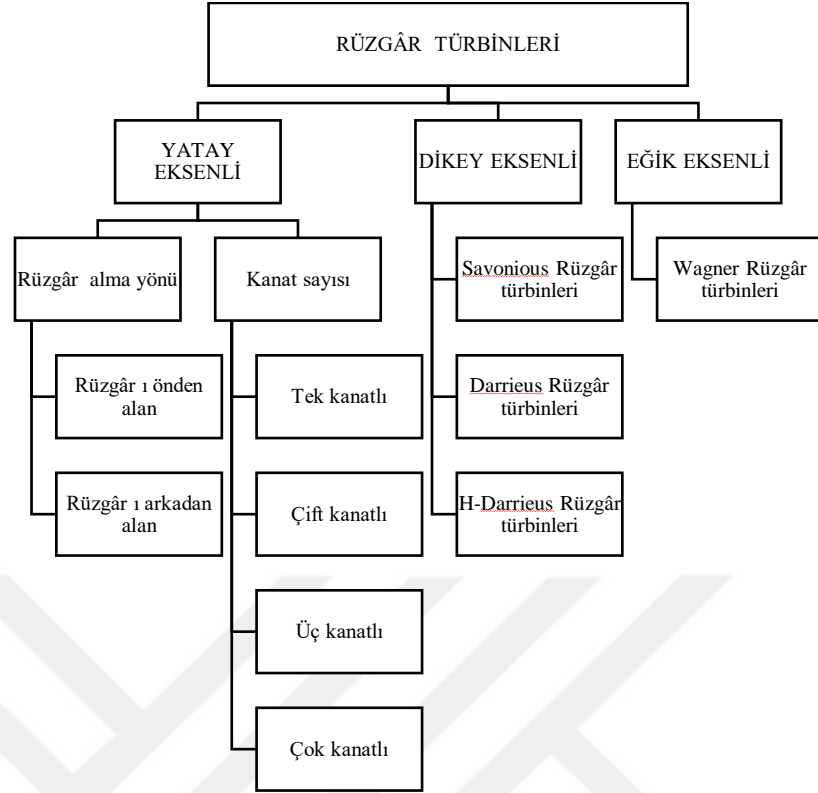 RÜZGÂR TÜRBİNLERİ
YATAY
EKSENLİ
DİKEY EKSENLİ
EĞİK EKSENLİ
Rüzgâr alma yönü
Kanat sayısı
Savonious Rüzgâr
türbinleri
Wagner Rüzgâr
türbinleri
Rüzgâr ı önden
alan
Tek kanatlı
Darrieus Rüzgâr
türbinleri
Rüzgâr ı arkadan
alan
Çift kanatlı
H-Darrieus Rüzgâr
türbinleri
Üç kanatlı
Çok kanatlı